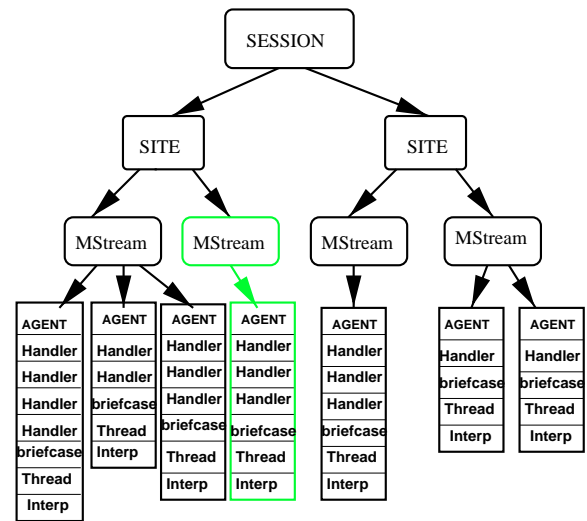 SESSION
SITE
SITE
MStream
MStream
MStream
MStream
AGENT
Handler
Handler
Handler
Handler
briefcase
Thread
Interp
AGENT
Handler
Handler
briefcase
Thread
Interp
AGENT
Handler
Handler
Handler
briefcase
Thread
Interp
AGENT
Handler
Handler
Handler
briefcase
Thread
Interp
AGENT
Handler
Handler
Handler
briefcase
Thread
Interp
AGENT
Handler
briefcase
Thread
Interp
AGENT
Handler
briefcase
Thread
Interp